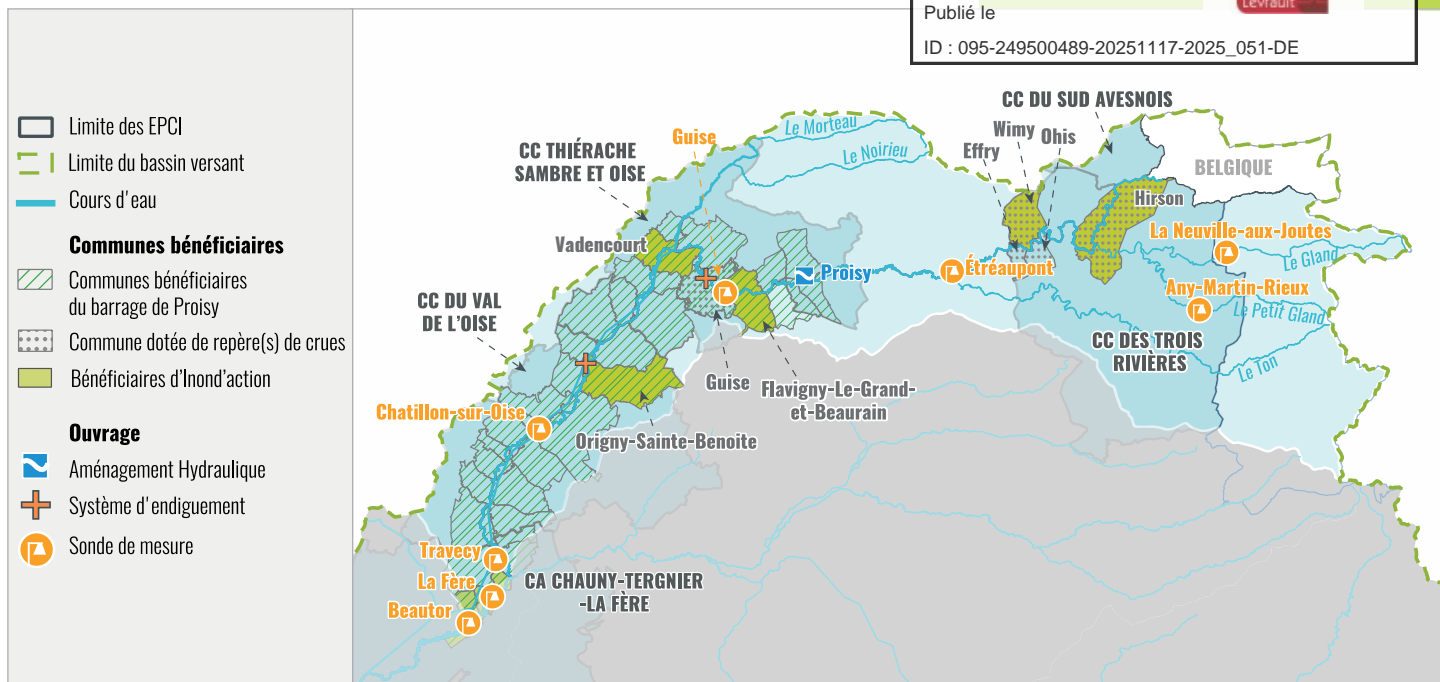 Levrault
Publié le
ID : 095-249500489-20251117-2025_051-DE
Limite des EPCI
Limite du bassin versant
Cours d'eau
Communes bénéficiaires
Communes bénéficiaires
du barrage de Proisy
Commune dotée de repère(s) de crues
Bénéficiaires d'Inond'action
Ouvrage
Aménagement Hydraulique
Système d'endiguement
Sonde de mesure
CC DU SUD AVESNOIS
Wimy
Ohis
Effry
Le Morteau
Guise
Le Noirieu
CC THIÉRACHE
SAMBRE ET OISE
BELGIQUE
Hirson
La Neuville-aux-Joutes
Vadencourt
Le Gland
Proisy
Étréaupont
Any-Martin-Rieux
Le Petit Gland
CC DU VAL
DE L'OISE
CC DES TROIS
RIVIÈRES
Le Ton
Guise
Flavigny-Le-Grand-
et-Beaurain
Chatillon-sur-Oise
Origny-Sainte-Benoite
Travecy
La Fère
CA CHAUNY-TERGNIER
-LA FÈRE
Beautor